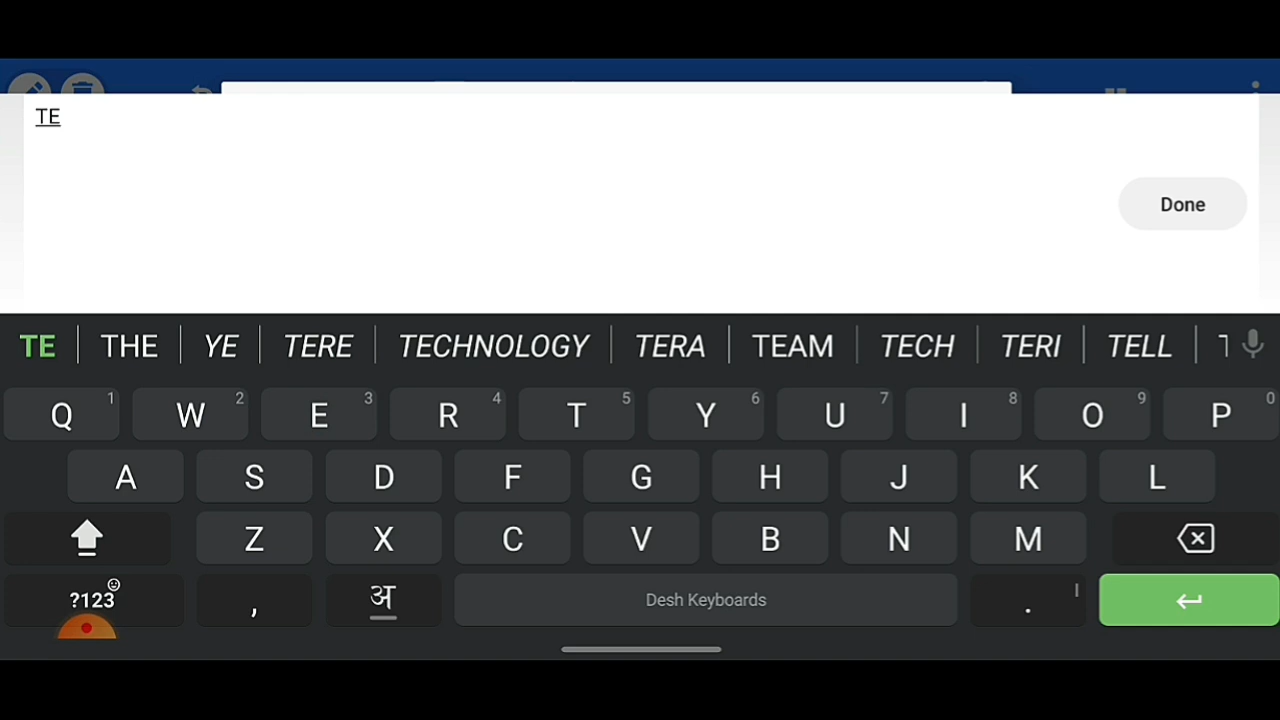 TE
Done
TE THE YE TERE TECHNOLOGY TERA TEAM TECH TERI TELL
Q 1 W 2 E 3 R 4 T 5 Y 6 U 7 I 8 O 9 P 0
A S D F G H J K L
Z X C V B N M
?123 , अ Desh Keyboards .